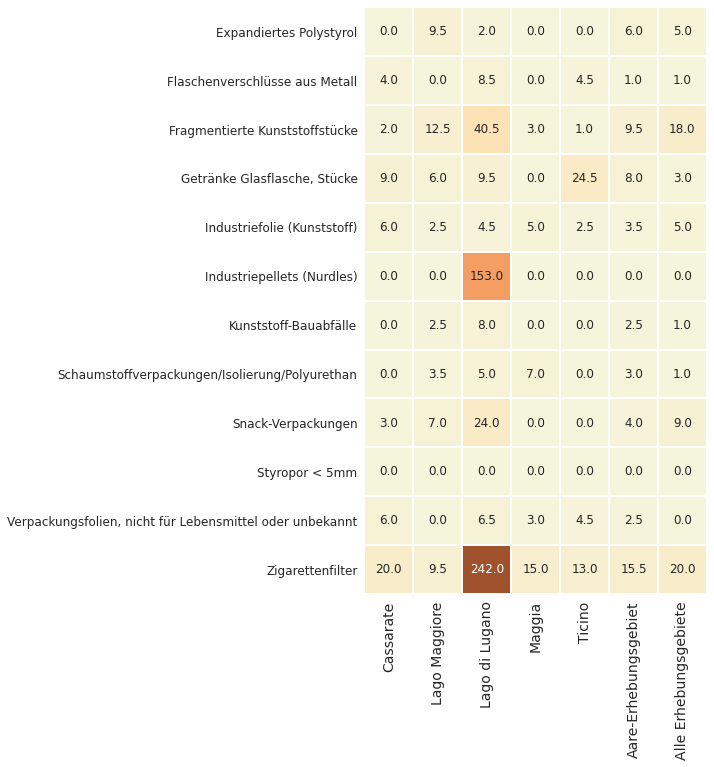 Expandiertes Polystyrol 0.0 9.5 2.0 0.0 0.0 6.0 5.0
Flaschenverschlüsse aus Metall 4.0 0.0 8.5 0.0 4.5 1.0 1.0
Fragmentierte Kunststoffstücke 2.0 12.5 40.5 3.0 1.0 9.5 18.0
Getränke Glasflasche, Stücke 9.0 6.0 9.5 0.0 24.5 8.0 3.0
Industriefolie (Kunststoff) 6.0 2.5 4.5 5.0 2.5 3.5 5.0
Industriepellets (Nurdles) 0.0 0.0 153.0 0.0 0.0 0.0 0.0
Kunststoff-Bauabfälle 0.0 2.5 8.0 0.0 0.0 2.5 1.0
Schaumstoffverpackungen/Isolierung/Polyurethan 0.0 3.5 5.0 7.0 0.0 3.0 1.0
Snack-Verpackungen 3.0 7.0 24.0 0.0 0.0 4.0 9.0
Styropor < 5mm 0.0 0.0 0.0 0.0 0.0 0.0 0.0
Verpackungsfolien, nicht für Lebensmittel oder unbekannt 6.0 0.0 6.5 3.0 4.5 2.5 0.0
Zigarettenfilter 20.0 9.5 242.0 15.0 13.0 15.5 20.0
Cassarate
Lago Maggiore
Lago di Lugano
Maggia
Ticino
Aare-Erhebungsgebiet
Alle Erhebungsgebiete